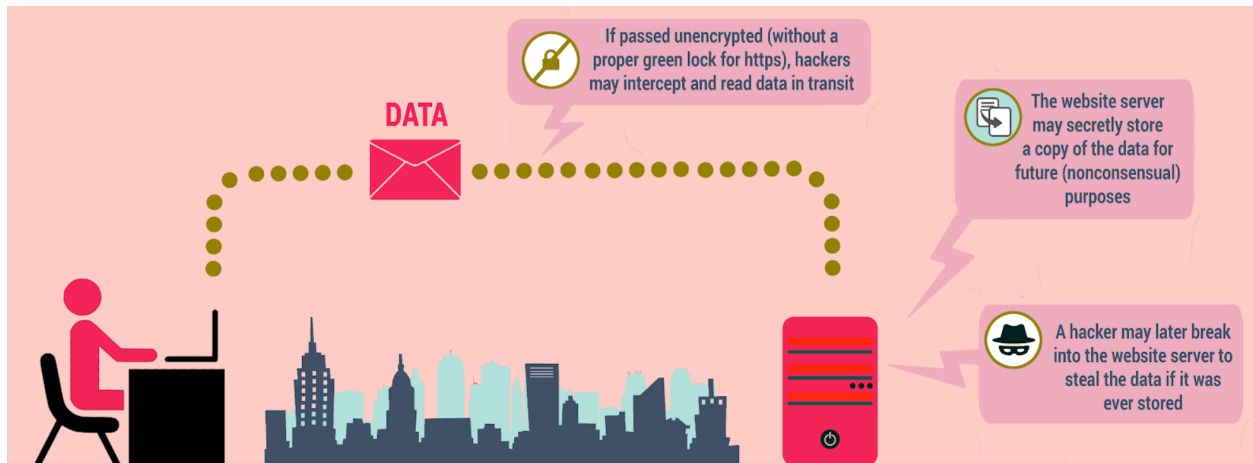 If passed unencrypted (without a
proper green lock for https), hackers
may intercept and read data in transit
DATA
The website server
may secretly store
a copy of the data for
future (nonconsensual)
purposes
A hacker may later break
into the website server to
steal the data if it was
ever stored